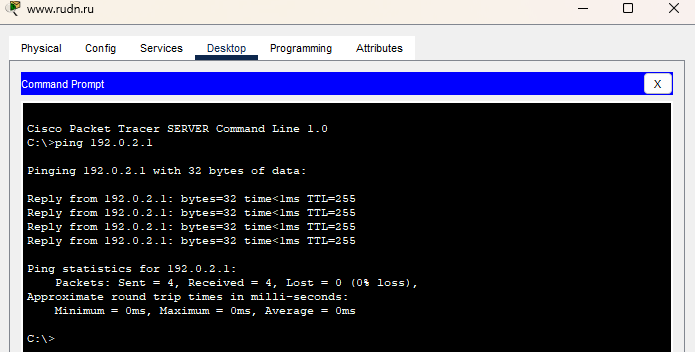 www.rudn.ru
Physical Config Services Desktop Programming Attributes
Command Prompt
X
Cisco Packet Tracer SERVER Command Line 1.0
C:\>ping 192.0.2.1
Pinging 192.0.2.1 with 32 bytes of data:
Reply from 192.0.2.1: bytes=32 time<1ms TTL=255
Reply from 192.0.2.1: bytes=32 time<1ms TTL=255
Reply from 192.0.2.1: bytes=32 time<1ms TTL=255
Reply from 192.0.2.1: bytes=32 time<1ms TTL=255
Ping statistics for 192.0.2.1:
Packets: Sent = 4, Received = 4, Lost = 0 (0% loss),
Approximate round trip times in milli-seconds:
Minimum = 0ms, Maximum = 0ms, Average = 0ms
C:\>